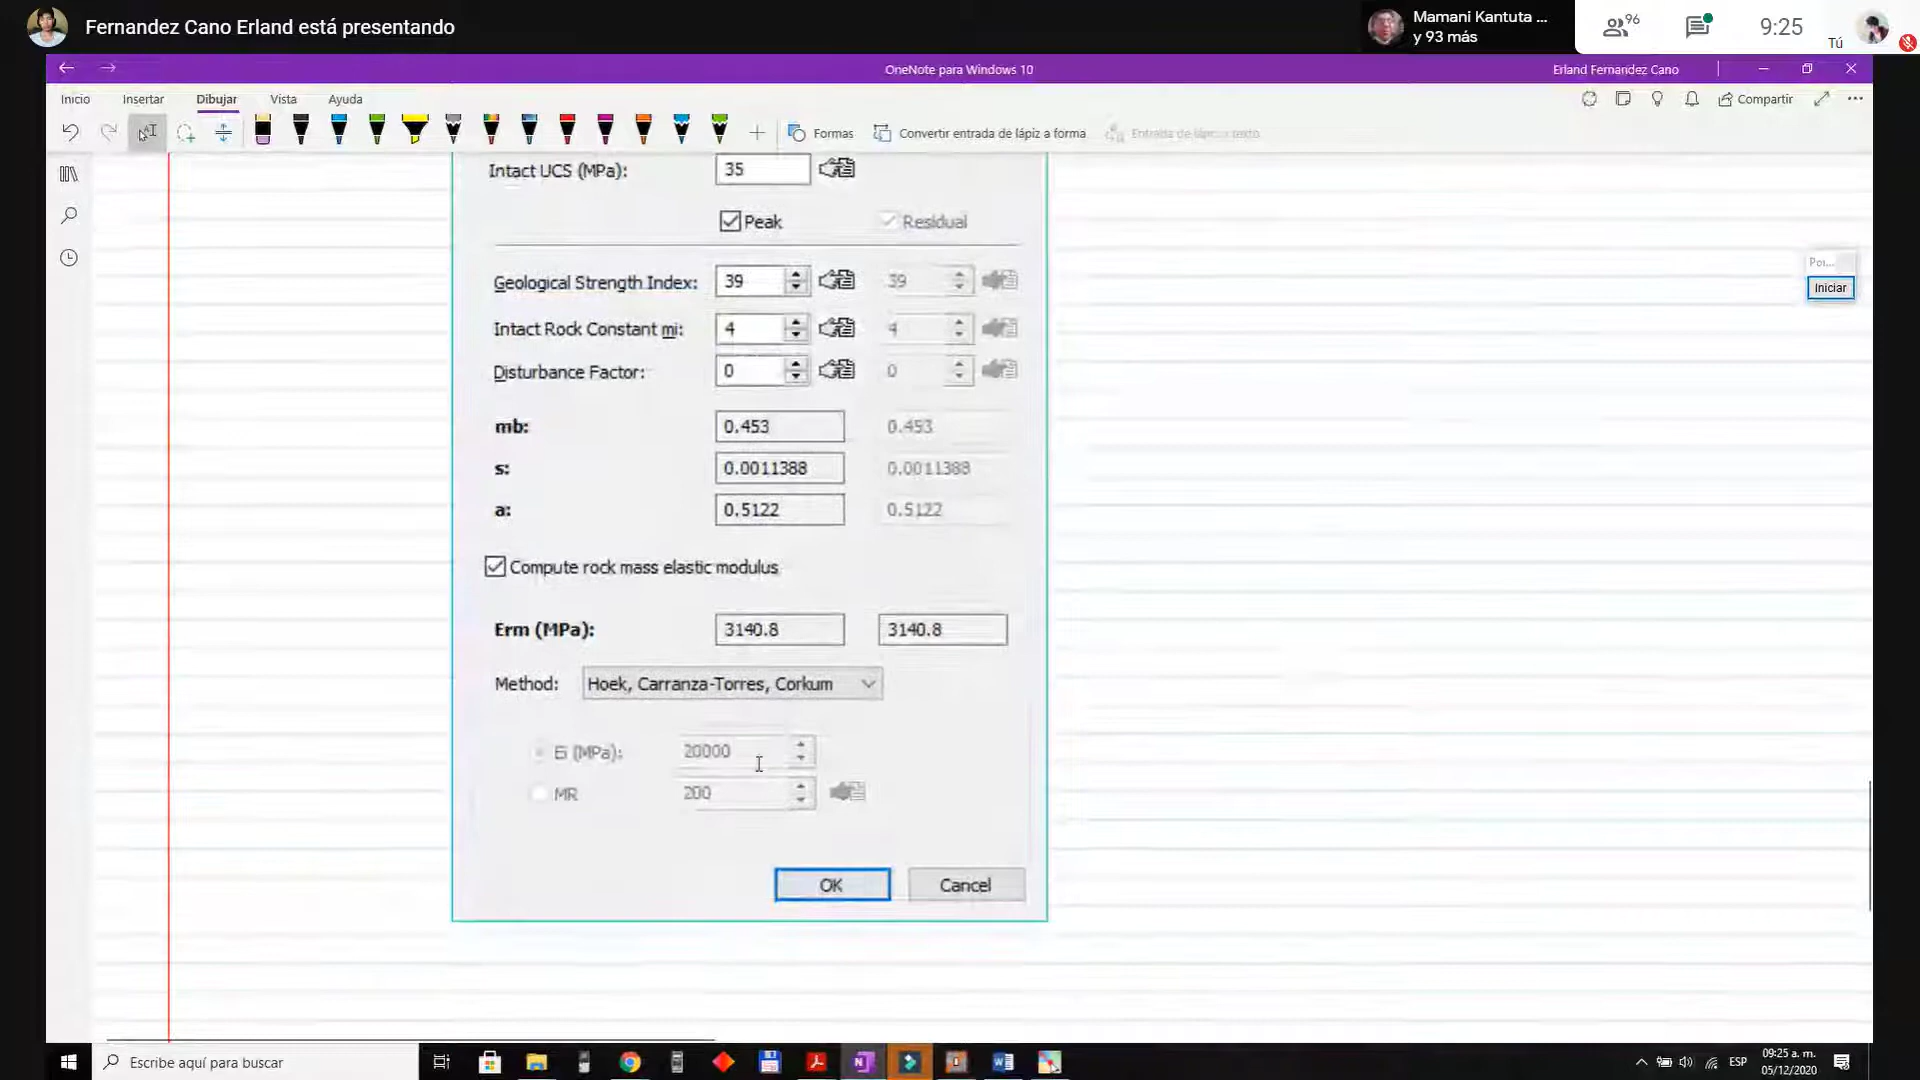 Fernandez Cano Erland está presentando
Mamani Kantuta ...
y 93 más
96
9:25
Tú
OneNote para Windows 10
Erland Fernandez Cano
Inicio
Insertar
Dibujar
Vista
Ayuda
Compartir
Formas
Convertir entrada de lápiz a forma
Entrada de lápiz a texto
Intact UCS (MPa):
35
Peak
Residual
Geological Strength Index:
39
39
Intact Rock Constant mi:
4
4
Disturbance Factor:
0
0
mb:
0.453
0.453
s:
0.0011388
0.0011388
a:
0.5122
0.5122
Compute rock mass elastic modulus
Erm (MPa):
3140.8
3140.8
Method:
Hoek, Carranza-Torres, Corkum
Ei (MPa):
20000
MR
200
OK
Cancel
Iniciar
Escribe aquí para buscar
ESP
09:25 a. m.
05/12/2020